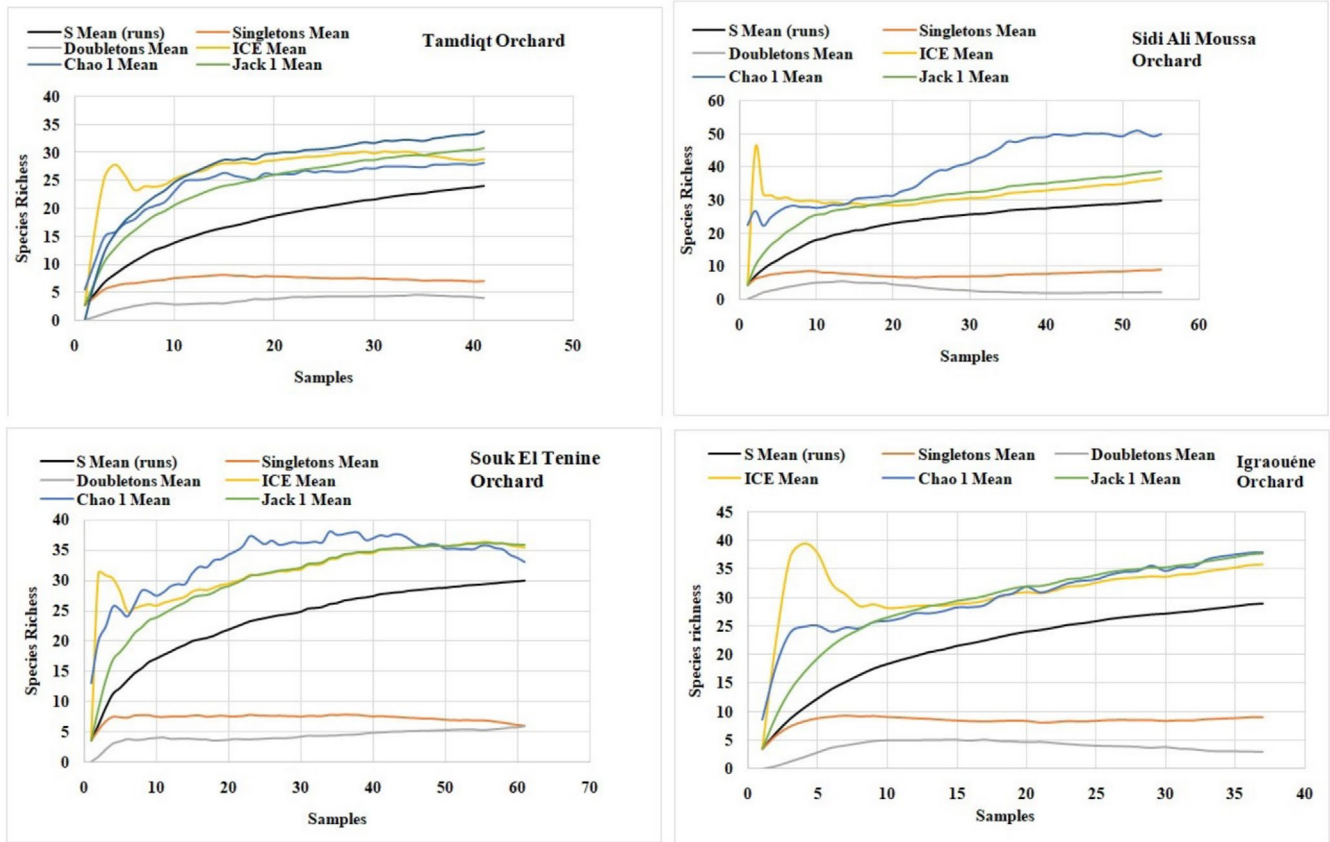 S Mean (runs)
Singletons Mean
Doubletons Mean
ICE Mean
Chao 1 Mean
Jack 1 Mean
Tamdiqt Orchard
40
35
30
25
20
15
10
5
0
Species Richess
0
10
20
30
40
50
Samples
S Mean (runs)
Singletons Mean
Doubletons Mean
ICE Mean
Chao 1 Mean
Jack 1 Mean
Sidi Ali Moussa
Orchard
60
50
40
30
20
10
0
Species Richess
0
10
20
30
40
50
60
Samples
S Mean (runs)
Singletons Mean
Doubletons Mean
ICE Mean
Chao 1 Mean
Jack 1 Mean
Souk El Tenine
Orchard
40
35
30
25
20
15
10
5
0
Species Richness
0
10
20
30
40
50
60
70
Samples
S Mean (runs)
Singletons Mean
Doubletons Mean
ICE Mean
Chao 1 Mean
Jack 1 Mean
Igraouéne
Orchard
45
40
35
30
25
20
15
10
5
0
Species richness
0
5
10
15
20
25
30
35
40
Samples